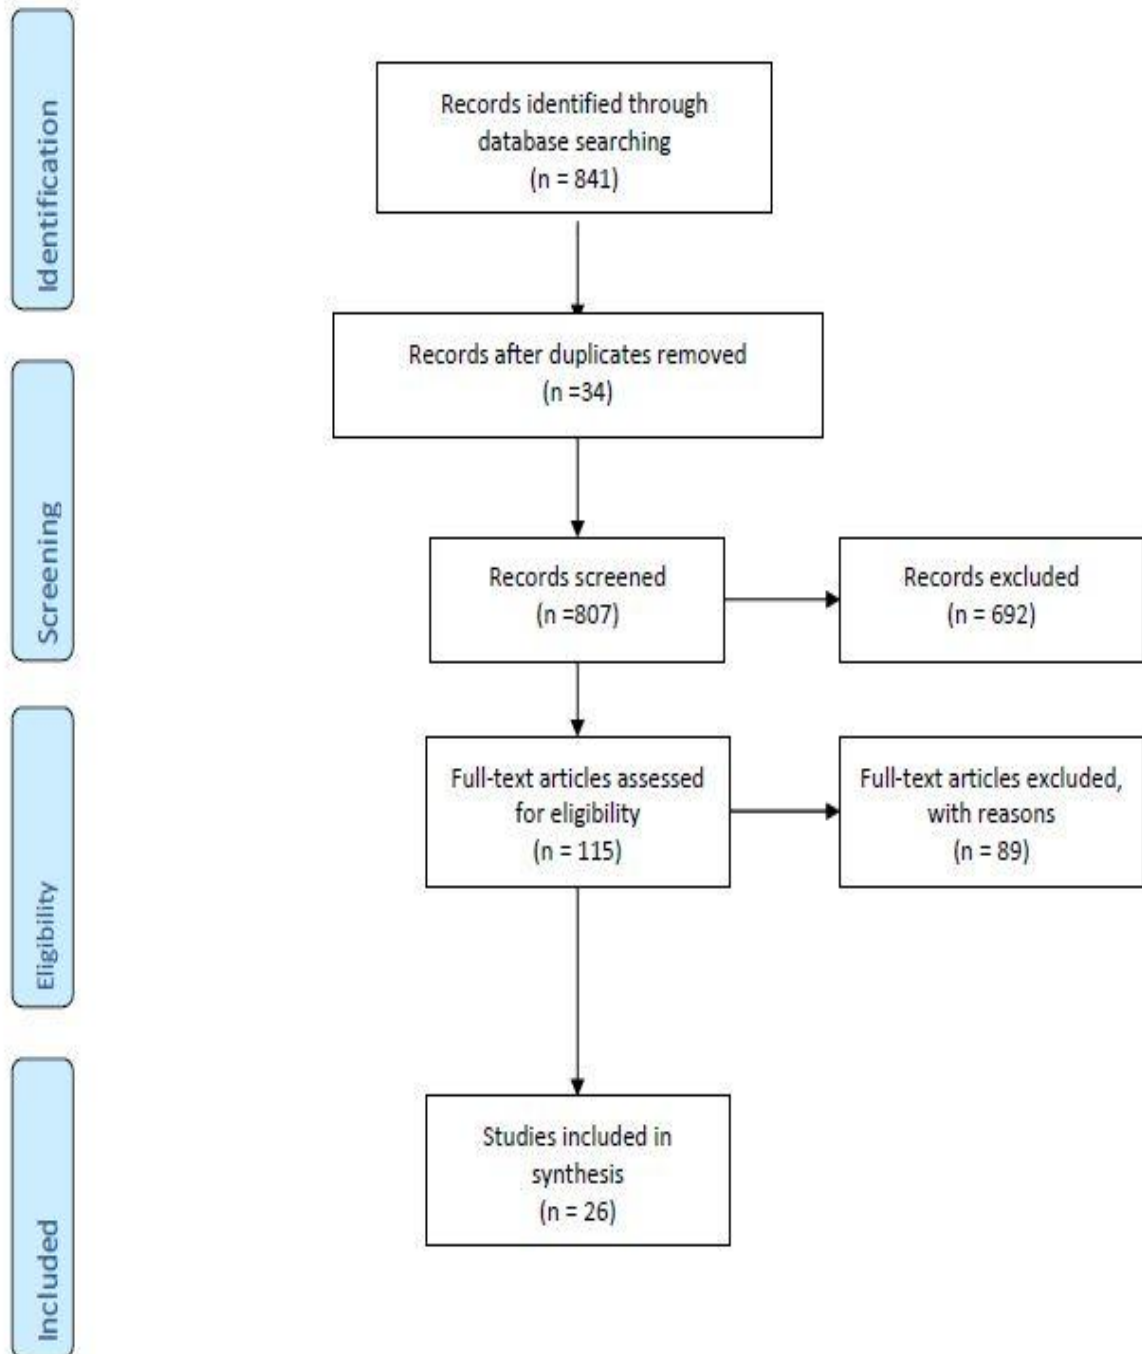 Identification
Records identified through
database searching
(n = 841)
Records after duplicates removed
(n =34)
Screening
Records screened
(n =807)
Records excluded
(n = 692)
Eligibility
Full-text articles assessed
for eligibility
(n = 115)
Full-text articles excluded,
with reasons
(n = 89)
Included
Studies included in
synthesis
(n = 26)